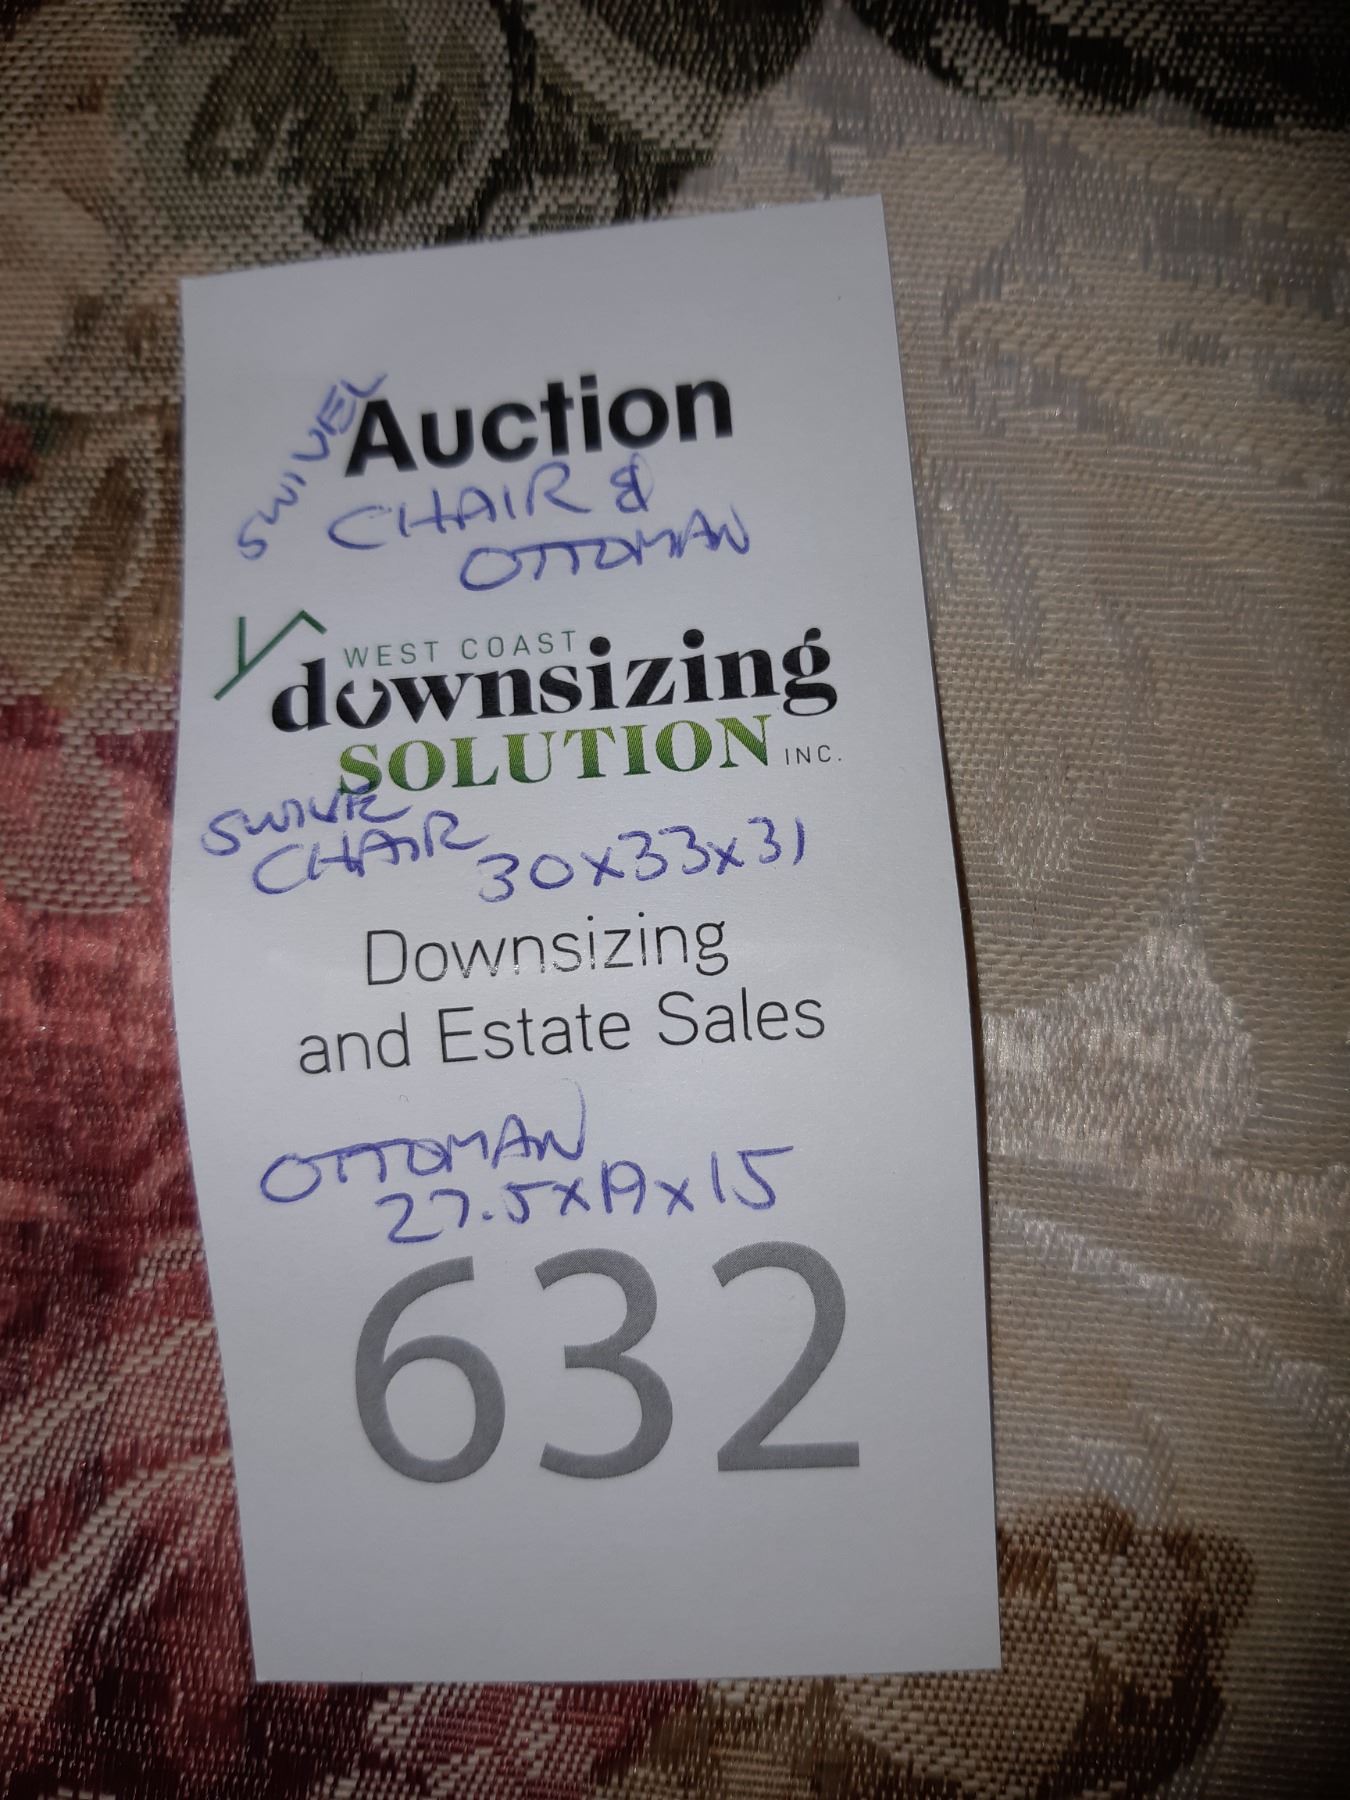 SWIVEL
Auction
CHAIR &
OTTOMAN
WEST COAST
downsizing
SOLUTION INC.
SWIVE
CHAIR 30x33x31
Downsizing
and Estate Sales
OTTOMAN
27.5x19x15
632